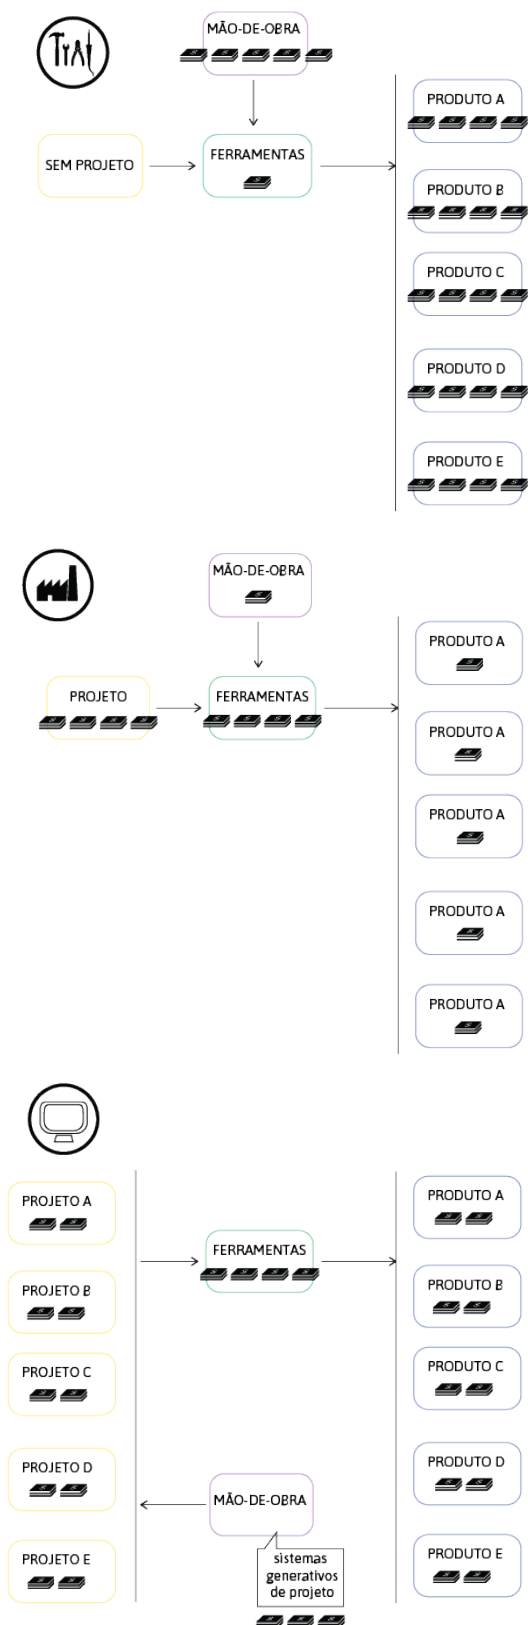 MÃO-DE-OBRA
SEM PROJETO
FERRAMENTAS
PRODUTO A
PRODUTO B
PRODUTO C
PRODUTO D
PRODUTO E
MÃO-DE-OBRA
PROJETO
FERRAMENTAS
PRODUTO A
PRODUTO A
PRODUTO A
PRODUTO A
PRODUTO A
PROJETO A
PROJETO B
PROJETO C
PROJETO D
PROJETO E
FERRAMENTAS
MÃO-DE-OBRA
sistemas
generativos
de projeto
PRODUTO A
PRODUTO B
PRODUTO C
PRODUTO D
PRODUTO E